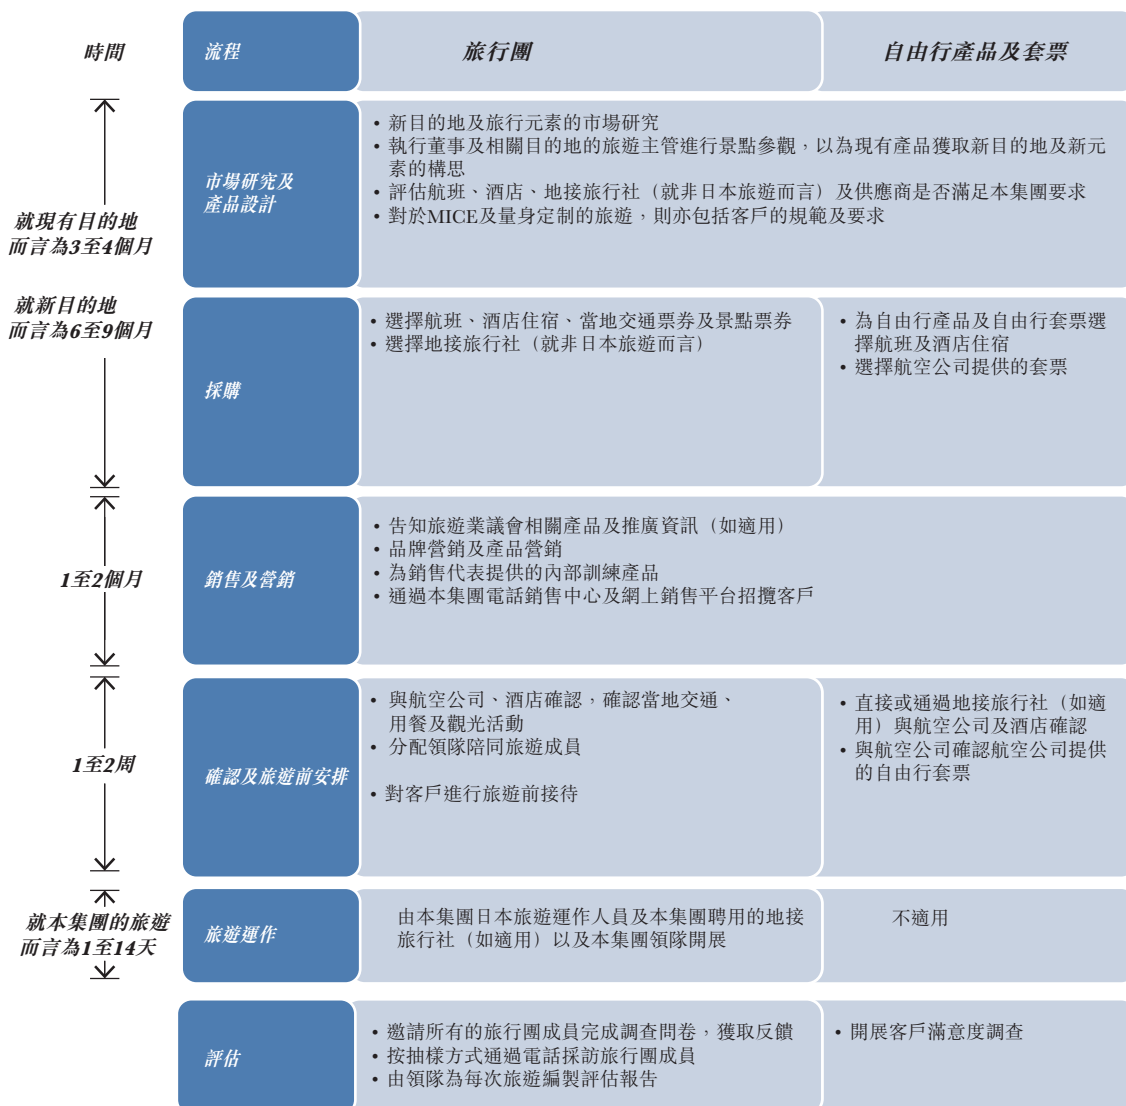 時間
流程
旅行團
自由行產品及套票
就現有目的地
而言為3至4個月
就新目的地
而言為6至9個月
市場研究及
產品設計
• 新目的地及旅行元素的市場研究
• 執行董事及相關目的地的旅遊主管進行景點參觀，以為現有產品獲取新目的地及新元
素的構思
• 評估航班、酒店、地接旅行社（就非日本旅遊而言）及供應商是否滿足本集團要求
• 對於MICE及量身定制的旅遊，則亦包括客戶的規範及要求
採購
• 選擇航班、酒店住宿、當地交通票券及景點票券
• 選擇地接旅行社（就非日本旅遊而言）
• 為自由行產品及自由行套票選
擇航班及酒店住宿
• 選擇航空公司提供的套票
1至2個月
銷售及營銷
• 告知旅遊業議會相關產品及推廣資訊（如適用）
• 品牌營銷及產品營銷
• 為銷售代表提供的內部訓練產品
• 通過本集團電話銷售中心及網上銷售平台招攬客戶
1至2周
確認及旅遊前安排
• 與航空公司、酒店確認，確認當地交通、
用餐及觀光活動
• 分配領隊陪同旅遊成員
• 對客戶進行旅遊前接待
• 直接或通過地接旅行社（如適
用）與航空公司及酒店確認
• 與航空公司確認航空公司提供
的自由行套票
就本集團的旅遊
而言為1至14天
旅遊運作
由本集團日本旅遊運作人員及本集團聘用的地接
旅行社（如適用）以及本集團領隊開展
不適用
評估
• 邀請所有的旅行團成員完成調查問卷，獲取反饋
• 按抽樣方式通過電話採訪旅行團成員
• 由領隊為每次旅遊編製評估報告
• 開展客戶滿意度調查